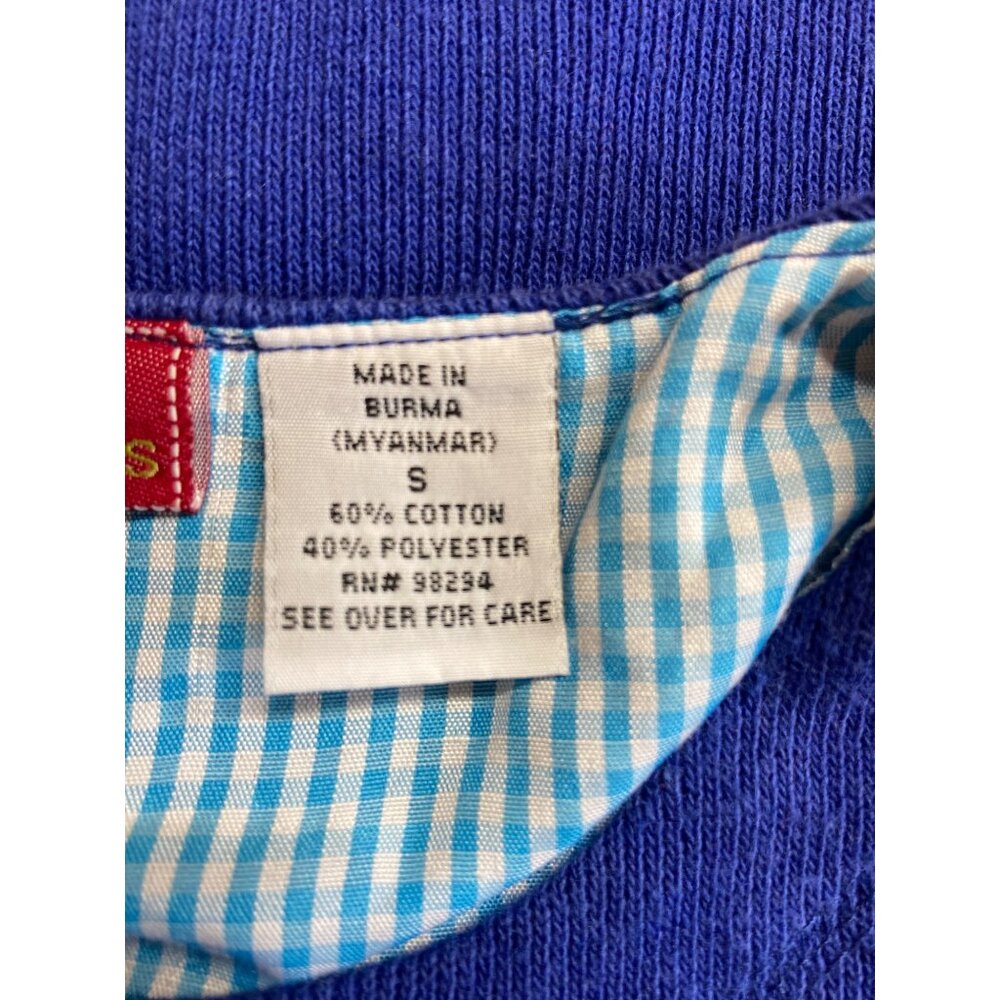 MADE IN
BURMA
(MYANMAR)
S
60% COTTON
40% POLYESTER
RN# 98294
SEE OVER FOR CARE
S